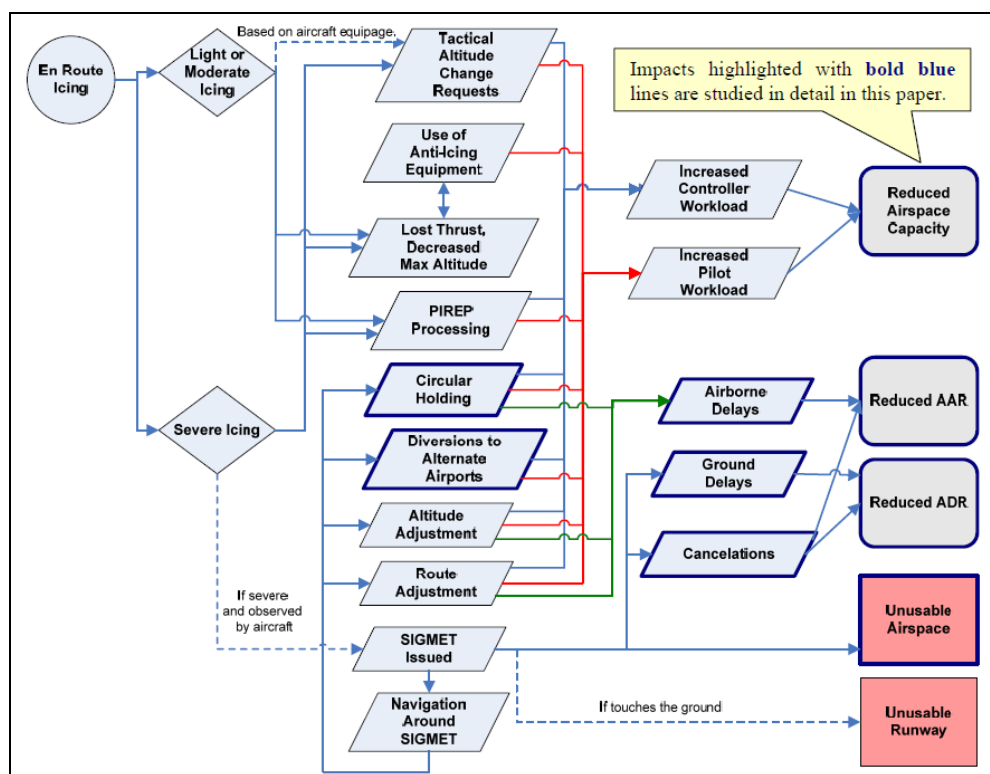 Based on aircraft equipage.
En Route
Icing
Light or
Moderate
Icing
Tactical
Altitude
Change
Requests
Impacts highlighted with bold blue
lines are studied in detail in this paper.
Use of
Anti-Icing
Equipment
Increased
Controller
Workload
Reduced
Airspace
Capacity
Lost Thrust,
Decreased
Max Altitude
Increased
Pilot
Workload
PIREP
Processing
Circular
Holding
Airborne
Delays
Reduced AAR
Severe Icing
Diversions to
Alternate
Airports
Ground
Delays
Reduced ADR
Altitude
Adjustment
Cancelations
Route
Adjustment
If severe
and observed
by aircraft
Unusable
Airspace
SIGMET
Issued
Navigation
Around
SIGMET
If touches the ground
Unusable
Runway